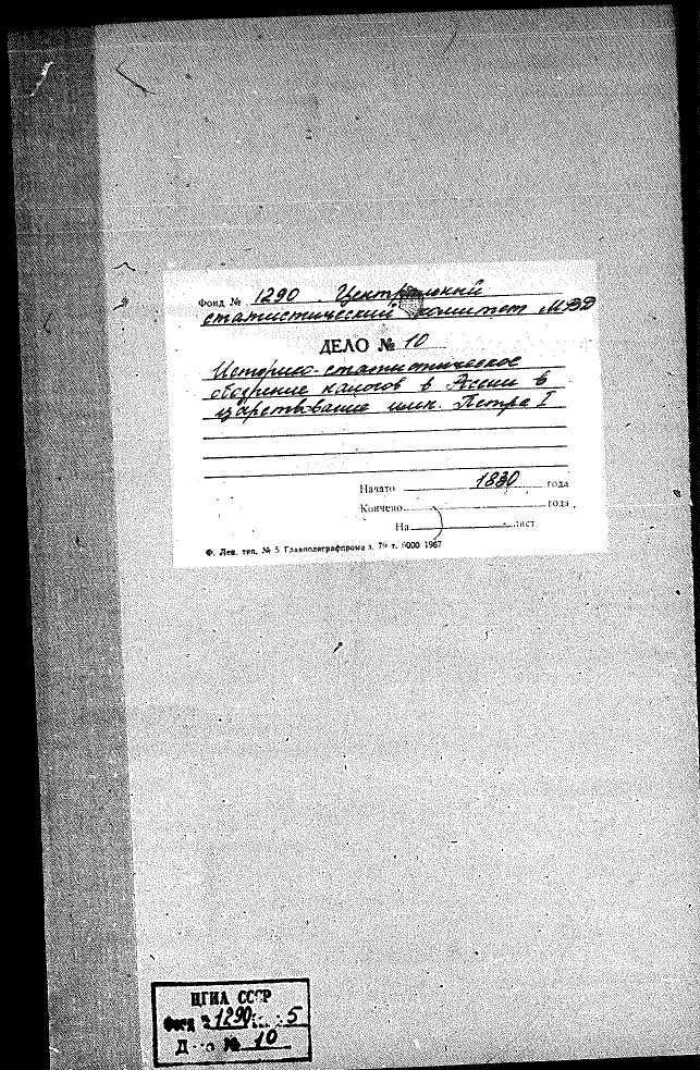 Фонд № 1290 Центральный
статистический комитет МВД
ДЕЛО № 10
Историко-статистическое
обозрение налогов в России в
царствование имп. Петра I
Начато 1830 года
Кончено года
На лист.
Ф. Лен. тип. № 5 Главполиграфпрома з. 79 т. 6000 1967
ЦГИА СССР
Фонд 1290 5
Дело № 10